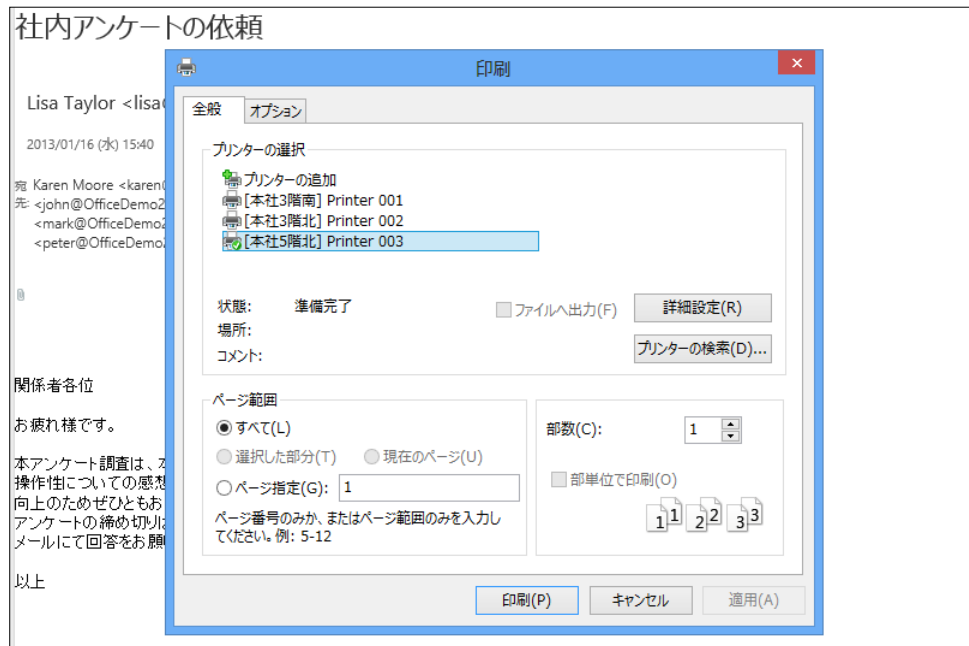 社内アンケートの依頼
Lisa Taylor <lisa
2013/01/16 (水) 15:40
宛先: Karen Moore <karen
<john@OfficeDemo2
<mark@OfficeDemo2
<peter@OfficeDemo
関係者各位
お疲れ様です。
本アンケート調査は、
操作性についての感想
向上のためぜひともお
アンケートの締め切り
メールにて回答をお願
以上
印刷
全般
オプション
プリンターの選択
プリンターの追加
[本社3階南] Printer 001
[本社3階北] Printer 002
[本社5階北] Printer 003
状態: 準備完了
場所:
コメント:
ファイルへ出力(F)
詳細設定(R)
プリンターの検索(D)...
ページ範囲
すべて(L)
選択した部分(T) 現在のページ(U)
ページ指定(G): 1
ページ番号のみか、またはページ範囲のみを入力し
てください。例: 5-12
部数(C): 1
部単位で印刷(O)
11 22 33
印刷(P) キャンセル 適用(A)